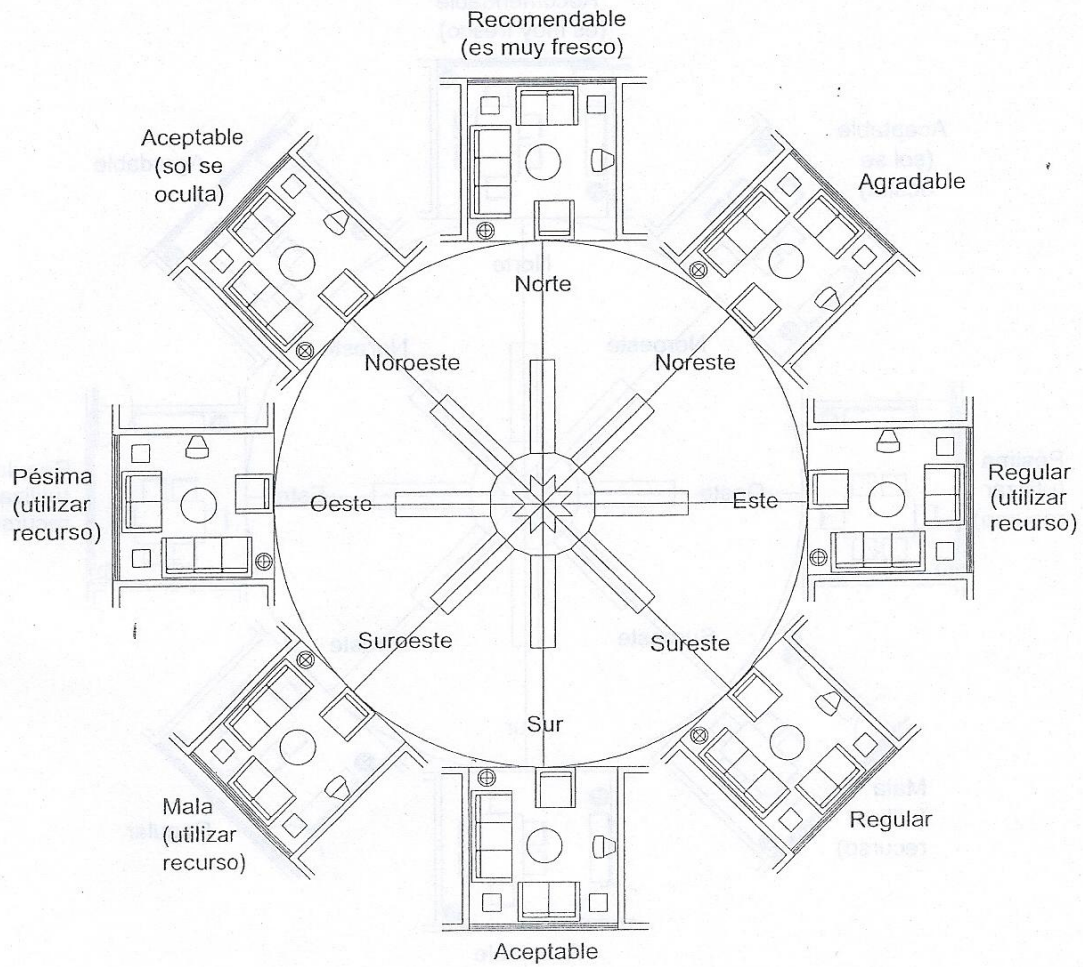 Recomendable
(es muy fresco)
Aceptable
(sol se
oculta)
Agradable
Norte
Noroeste
Noreste
Pésima
(utilizar
recurso)
Oeste
Este
Regular
(utilizar
recurso)
Suroeste
Sureste
Sur
Mala
(utilizar
recurso)
Regular
Aceptable